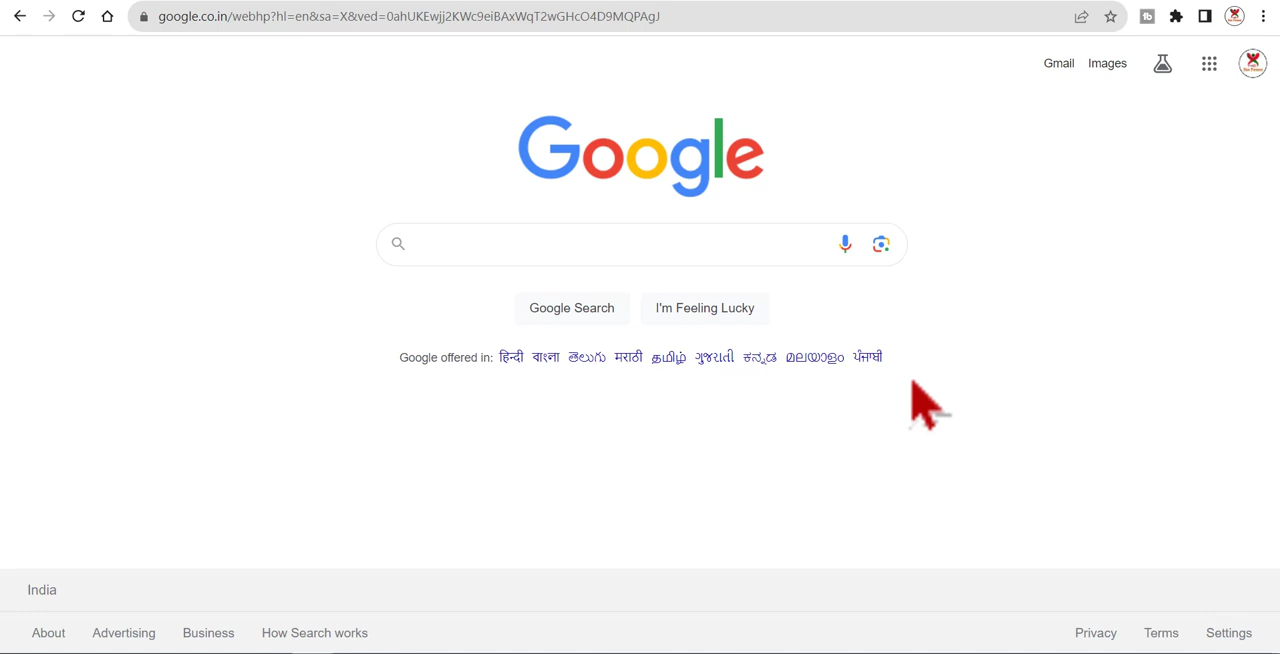 google.co.in/webhp?hl=en&sa=X&ved=0ahUKEwjj2KWc9eiBAxWqT2wGHcO4D9MQPAgJ
Gmail Images
Google
Google Search I'm Feeling Lucky
Google offered in: हिन्दी বাংলা తెలుగు मराठी தமிழ் ગુજરાતી ಕನ್ನಡ മലയാളം ਪੰਜਾਬੀ
India
About Advertising Business How Search works Privacy Terms Settings